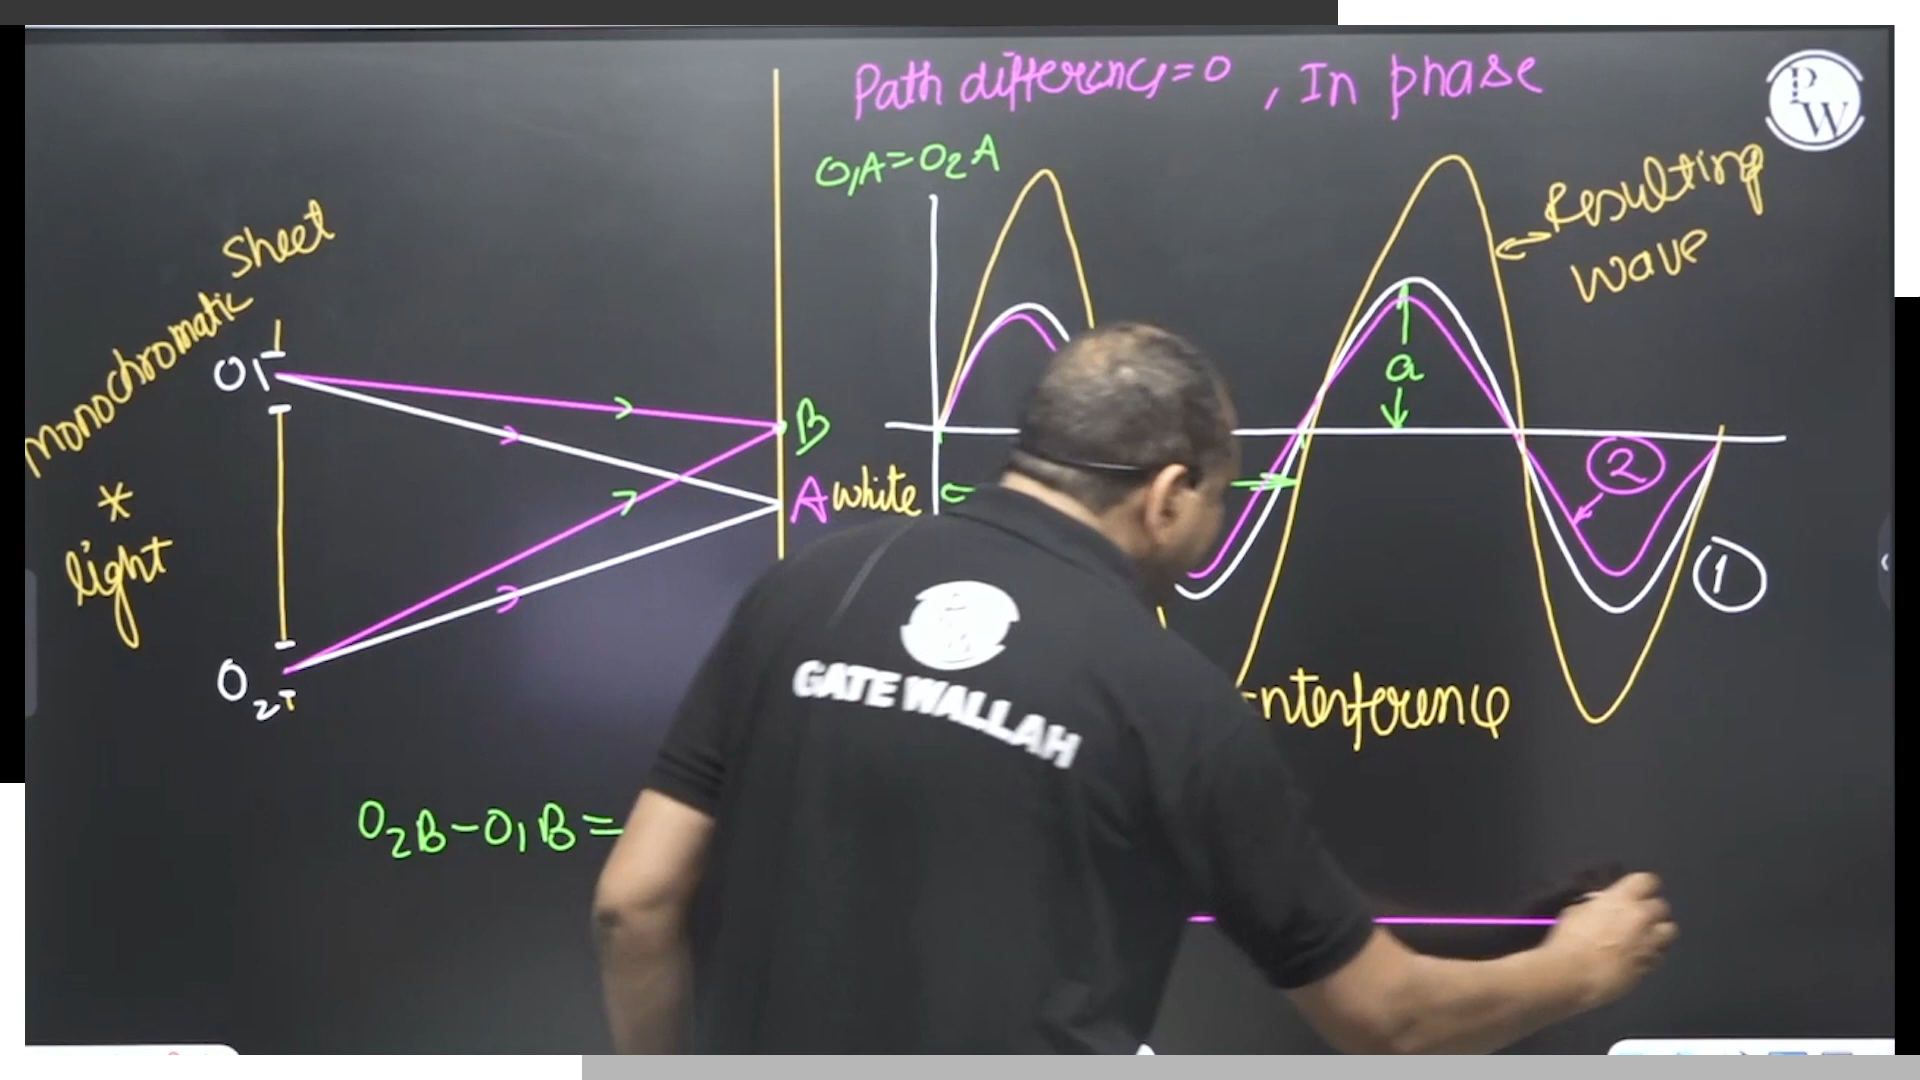 Path difference=0 , In phase
P
W
O₁A=O₂A
Resulting
wave
Sheet
monochromatic
*
light
O₁
B
A white
a
2
1
GATE WALLAH
nterference
O₂
O₂B-O₁B=